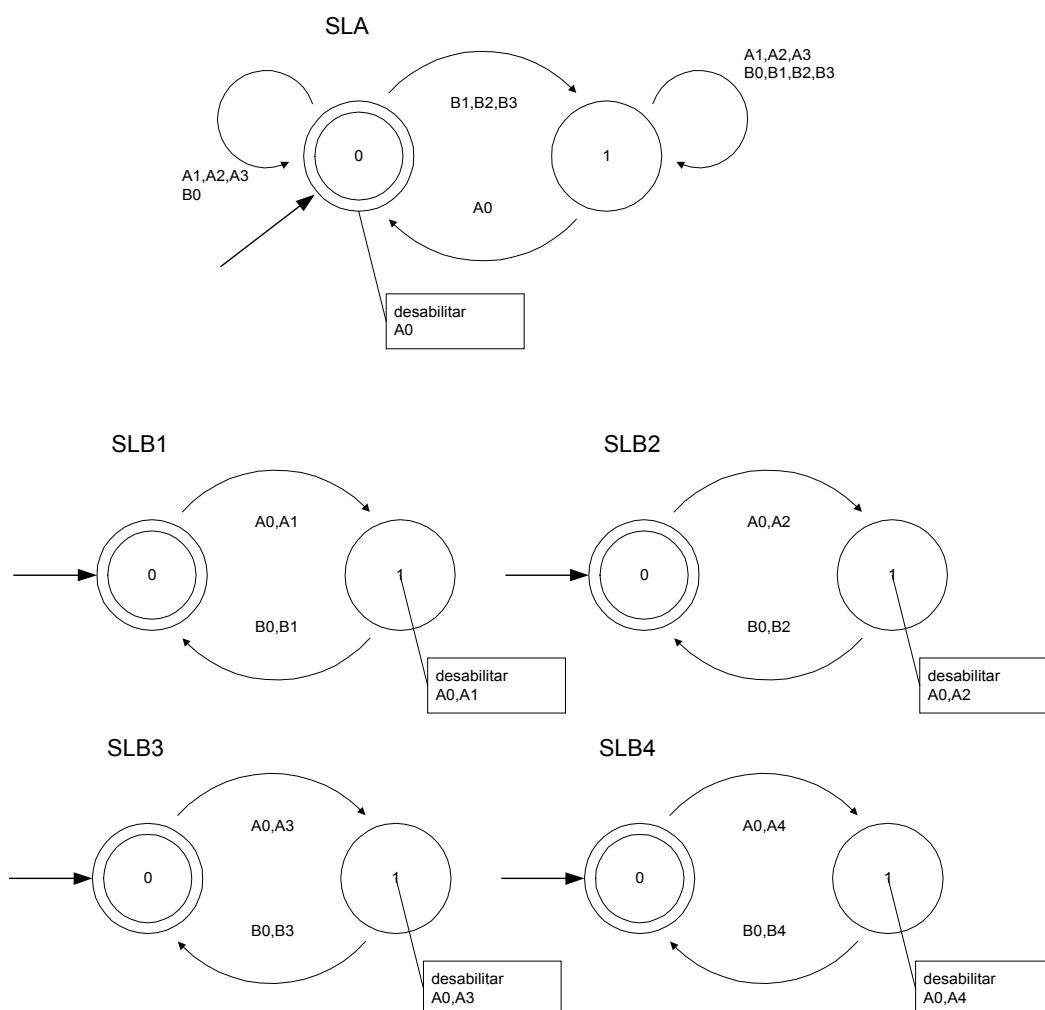 SLA
A1,A2,A3
B0,B1,B2,B3
B1,B2,B3
0
1
A1,A2,A3
B0
A0
desabilitar
A0
SLB1
A0,A1
0
1
B0,B1
desabilitar
A0,A1
SLB2
A0,A2
0
1
B0,B2
desabilitar
A0,A2
SLB3
A0,A3
0
1
B0,B3
desabilitar
A0,A3
SLB4
A0,A4
0
1
B0,B4
desabilitar
A0,A4